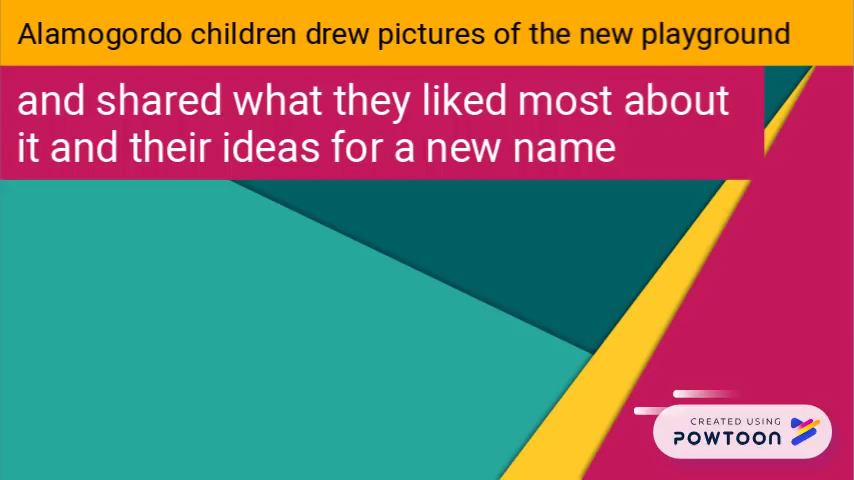 Alamogordo children drew pictures of the new playground
and shared what they liked most about
it and their ideas for a new name
CREATED USING
POWTOON